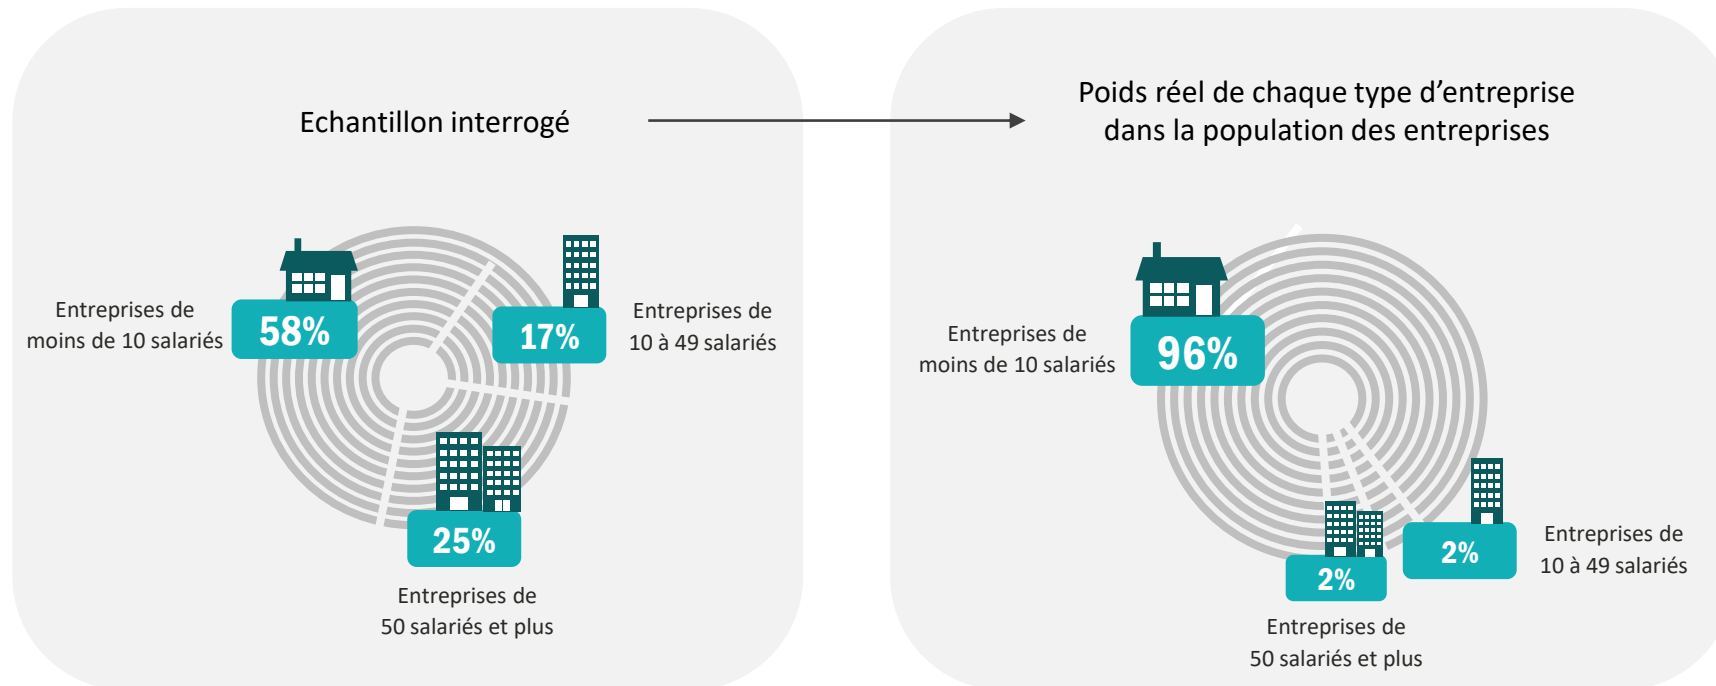 Echantillon interrogé
Entreprises de
moins de 10 salariés
58%
17%
Entreprises de
10 à 49 salariés
25%
Entreprises de
50 salariés et plus
Poids réel de chaque type d’entreprise
dans la population des entreprises
Entreprises de
moins de 10 salariés
96%
2%
Entreprises de
10 à 49 salariés
2%
Entreprises de
50 salariés et plus